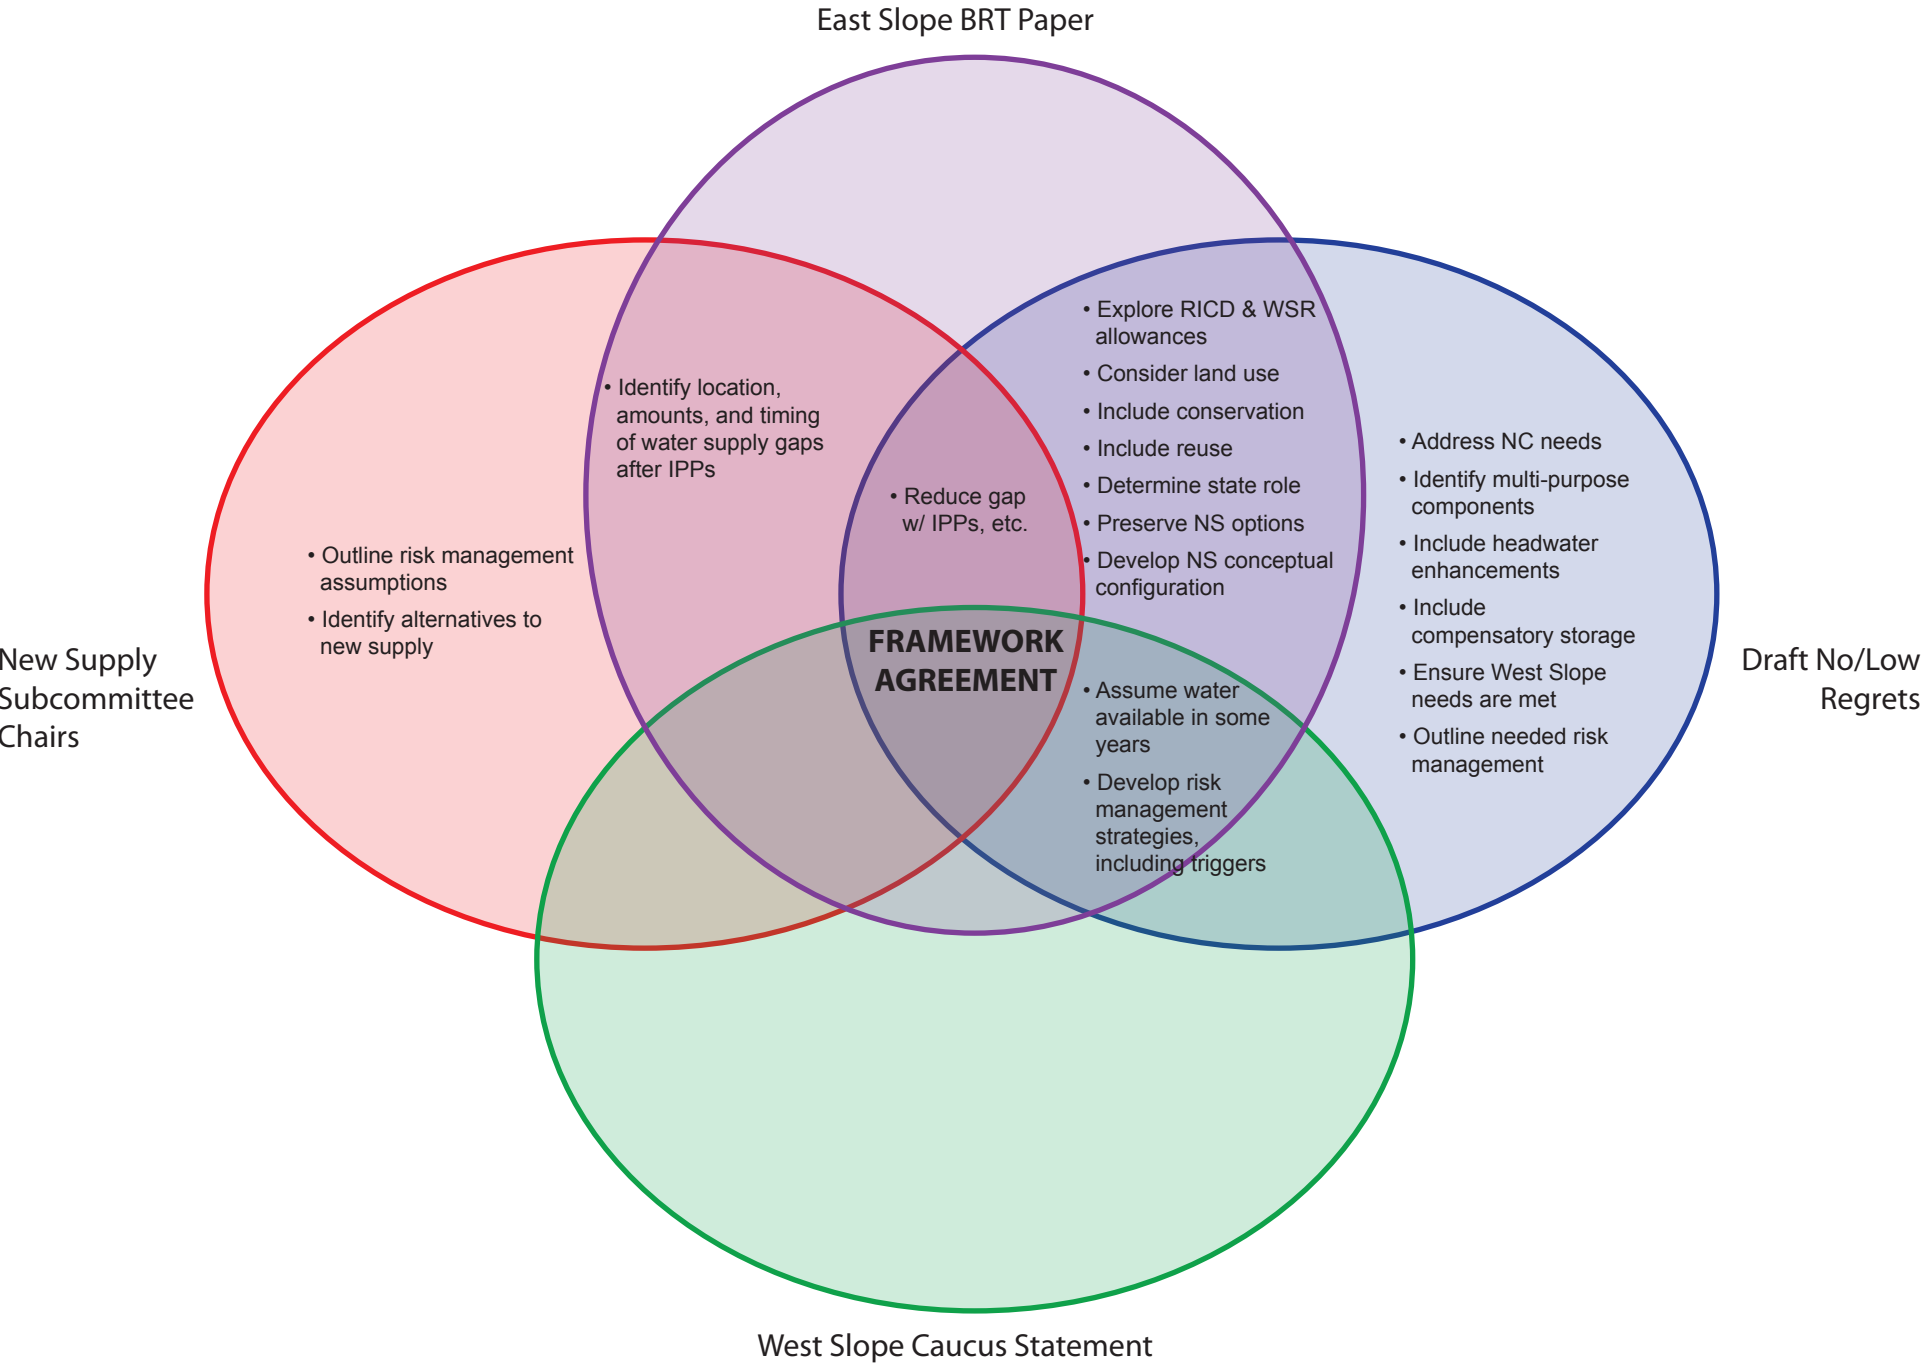 East Slope BRT Paper
• Explore RICD & WSR
allowances
• Consider land use
• Include conservation
• Include reuse
• Determine state role
• Preserve NS options
• Develop NS conceptual
configuration
• Identify location,
amounts, and timing
of water supply gaps
after IPPs
• Reduce gap
w/ IPPs, etc.
• Address NC needs
• Identify multi-purpose
components
• Include headwater
enhancements
• Include
compensatory storage
• Ensure West Slope
needs are met
• Outline needed risk
management
• Outline risk management
assumptions
• Identify alternatives to
new supply
New Supply
Subcommittee
Chairs
FRAMEWORK
AGREEMENT
• Assume water
available in some
years
• Develop risk
management
strategies,
including triggers
Draft No/Low
Regrets
West Slope Caucus Statement